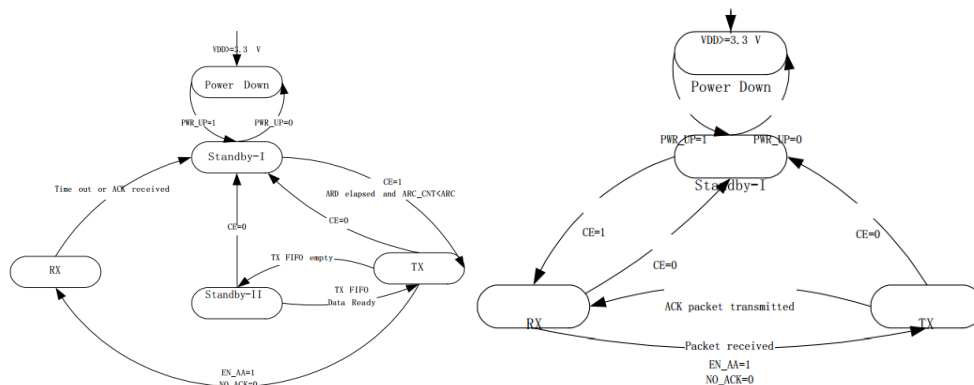 VDD>=3.3 V
Power Down
PWR_UP=1
PWR_UP=0
Standby-I
Time out or ACK received
CE=1
ARD elapsed and ARC_CNT<ARC
CE=0
CE=0
TX FIFO empty
RX
TX
Standby-II
TX FIFO
Data Ready
EN_AA=1
NO_ACK=0
VDD>=3.3 V
Power Down
PWR_UP=1
PWR_UP=0
Standby-I
CE=1
CE=0
CE=0
ACK packet transmitted
RX
TX
Packet received
EN_AA=1
NO_ACK=0